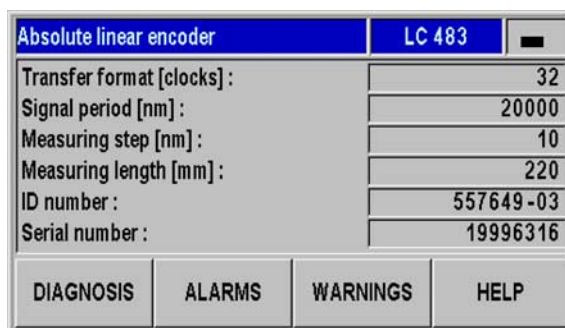 Absolute linear encoder LC 483
Transfer format [clocks] : 32
Signal period [nm] : 20000
Measuring step [nm] : 10
Measuring length [mm] : 220
ID number : 557649-03
Serial number : 19996316
DIAGNOSIS ALARMS WARNINGS HELP